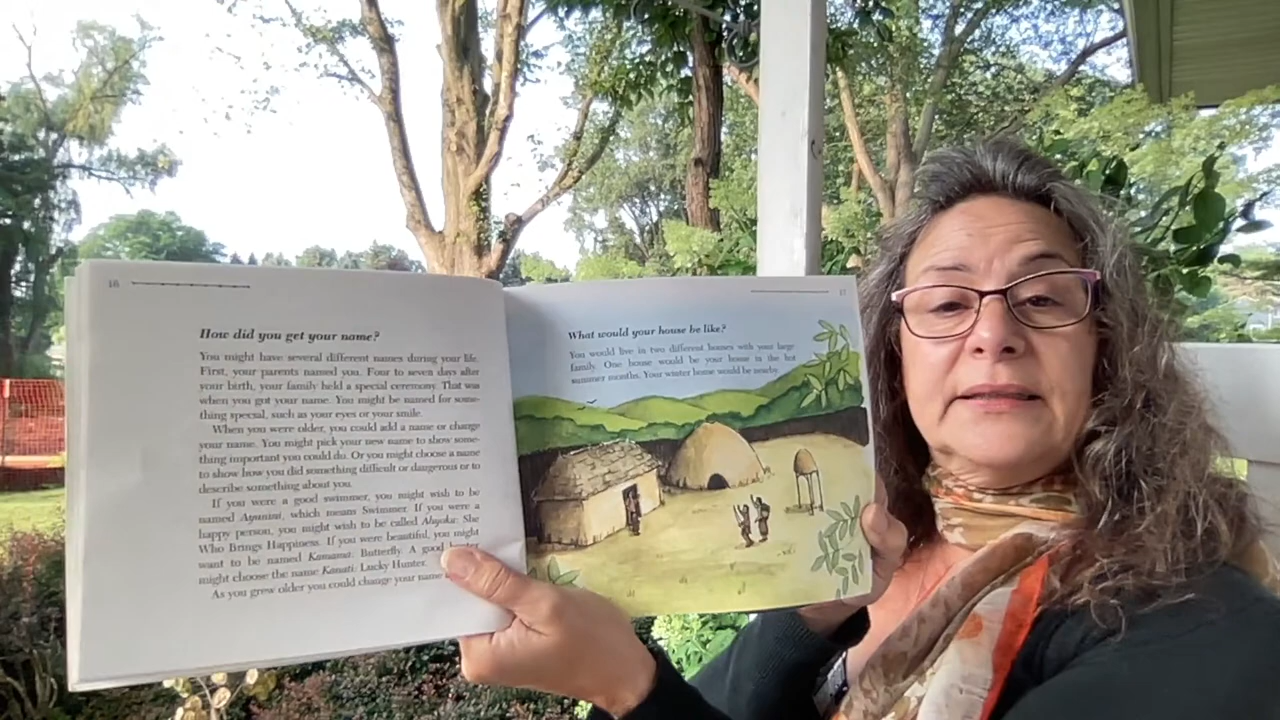 16
How did you get your name?
You might have several different names during your life.
First, your parents named you. Four to seven days after
your birth, your family held a special ceremony. That was
when you got your name. You might be named for some-
thing special, such as your eyes or your smile.
When you were older, you could add a name or change
your name. You might pick your new name to show some-
thing important you could do. Or you might choose a name
to show how you did something difficult or dangerous or to
describe something about you.
If you were a good swimmer, you might wish to be
named which means Swimmer. If you were a
happy person, you might wish to be called She
Who Brings Happiness. If you were beautiful, you might
want to be named Kamama: Butterfly. A good hunter
might choose the name Kanati: Lucky Hunter.
As you grew older you could change your name
17
What would your house be like?
You would live in two different houses with your large
family. One house would be your house in the hot
summer months. Your winter home would be nearby.